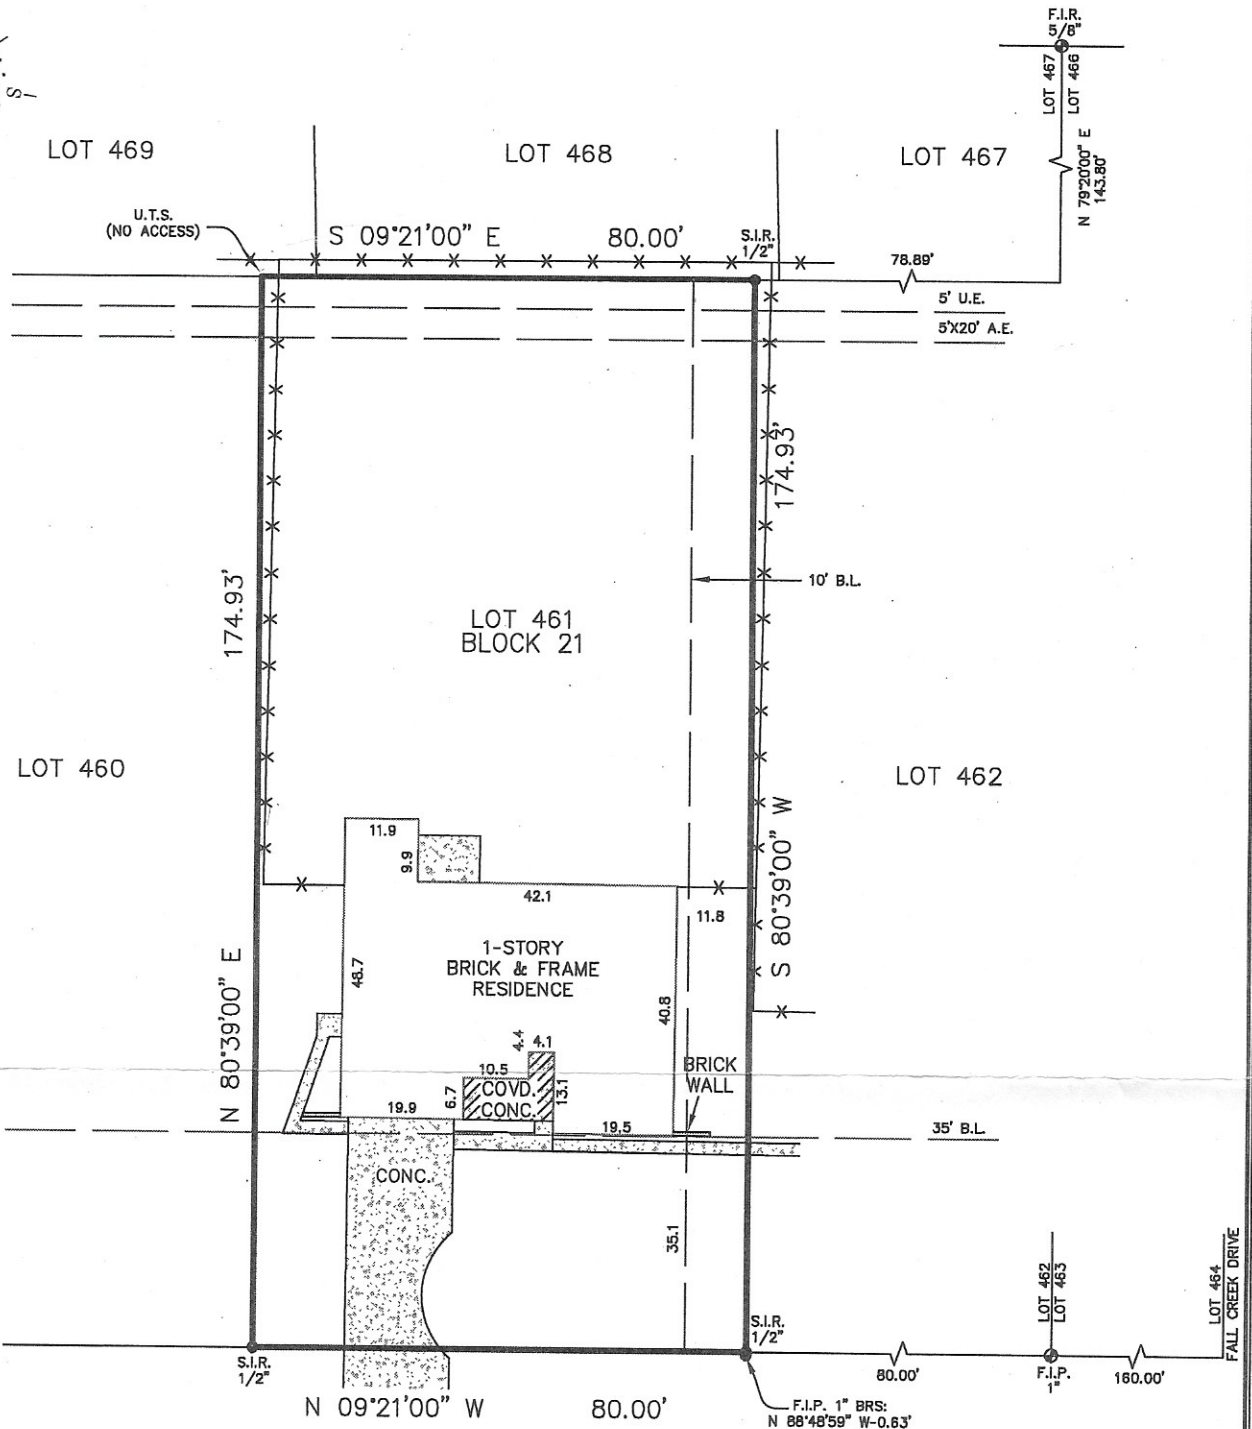 F.I.R.
5/8"
LOT 467
LOT 466
N 79°20'00" E
143.80'
LOT 469
LOT 468
LOT 467
U.T.S.
(NO ACCESS)
S 09°21'00" E
80.00'
S.I.R.
1/2"
78.89'
5' U.E.
5'X20' A.E.
174.93'
174.93'
10' B.L.
LOT 461
BLOCK 21
LOT 460
LOT 462
N 80°39'00" E
S 80°39'00" W
11.9
9.9
42.1
11.8
48.7
1-STORY
BRICK & FRAME
RESIDENCE
40.8
4.4
4.1
10.5
6.7
COVD.
CONC.
13.1
BRICK
WALL
19.9
19.5
35' B.L.
CONC.
35.1
LOT 462
LOT 463
LOT 464
FALL CREEK DRIVE
S.I.R.
1/2"
S.I.R.
1/2"
80.00'
F.I.P.
1"
160.00'
N 09°21'00" W
80.00'
F.I.P. 1" BRS:
N 88°48'59" W-0.63'